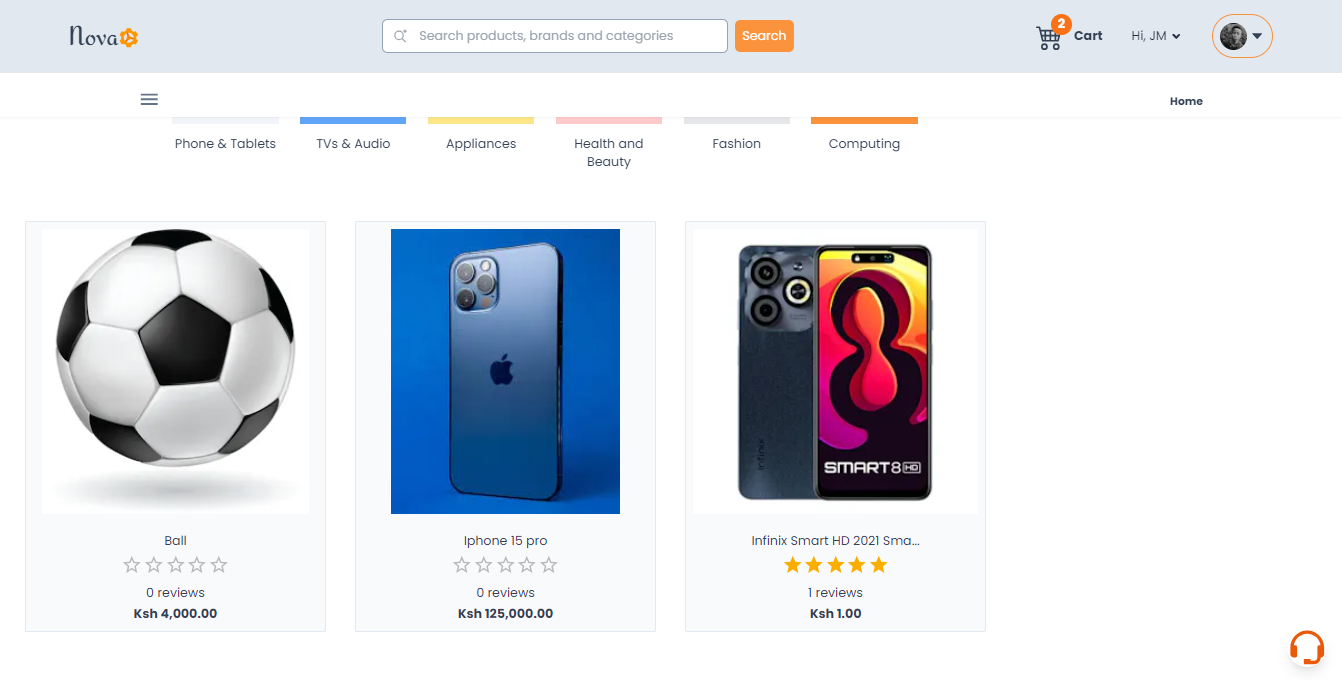 Nova
Search products, brands and categories
Search
2
Cart
Hi, JM
Home
Phone & Tablets
TVs & Audio
Appliances
Health and
Beauty
Fashion
Computing
infinix
SMART 8 HD
Ball
0 reviews
Ksh 4,000.00
Iphone 15 pro
0 reviews
Ksh 125,000.00
Infinix Smart HD 2021 Sma...
1 reviews
Ksh 1.00